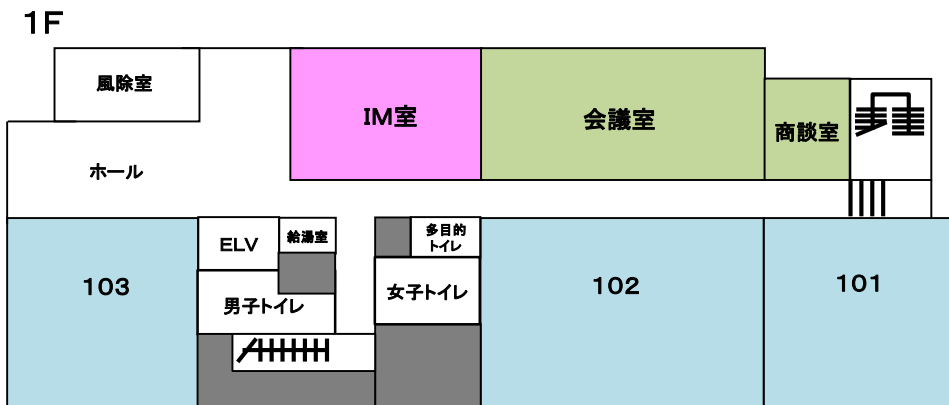 1F
風除室
IM室
会議室
商談室
ホール
ELV
給湯室
多目的
トイレ
103
男子トイレ
女子トイレ
102
101